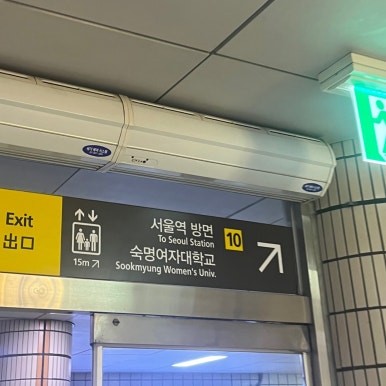 Exit
出口
15m ↗
서울역 방면
To Seoul Station
숙명여자대학교
Sookmyung Women's Univ.
10